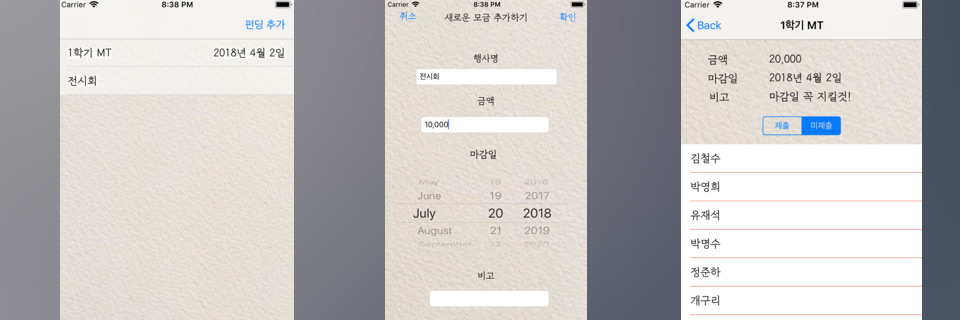 Carrier 8:38 PM
펀딩 추가
1학기 MT 2018년 4월 2일
전시회
Carrier 8:38 PM
취소 새로운 모금 추가하기 확인
행사명
전시회
금액
10,000
마감일
May 18 2016
June 19 2017
July 20 2018
August 21 2019
September 22 2020
비고
Carrier 8:37 PM
Back 1학기 MT
금액 20,000
마감일 2018년 4월 2일
비고 마감일 꼭 지킬것!
제출 미제출
김철수
박영희
유재석
박명수
정준하
개구리